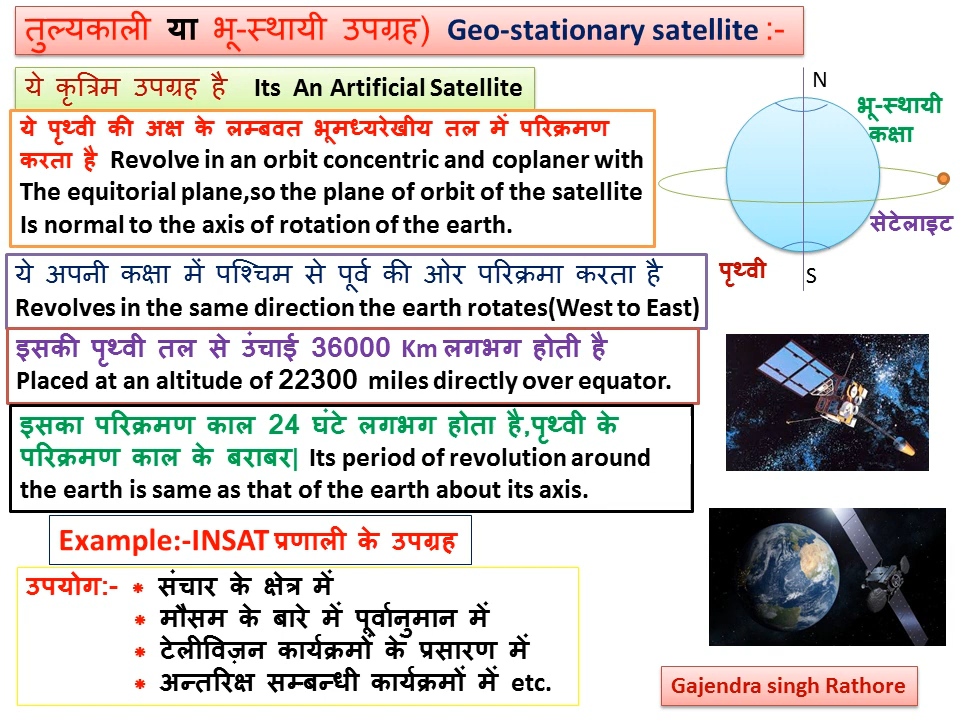 तुल्यकाली या भू-स्थायी उपग्रह) Geo-stationary satellite :-
ये कृत्रिम उपग्रह है Its An Artificial Satellite
ये पृथ्वी की अक्ष के लम्बवत भूमध्यरेखीय तल में परिक्रमण
करता है Revolve in an orbit concentric and coplaner with
The equitorial plane,so the plane of orbit of the satellite
Is normal to the axis of rotation of the earth.
N
भू-स्थायी
कक्षा
सेटेलाइट
पृथ्वी
S
ये अपनी कक्षा में पश्चिम से पूर्व की ओर परिक्रमा करता है
Revolves in the same direction the earth rotates(West to East)
इसकी पृथ्वी तल से उंचाई 36000 Km लगभग होती है
Placed at an altitude of 22300 miles directly over equator.
इसका परिक्रमण काल 24 घंटे लगभग होता है,पृथ्वी के
परिक्रमण काल के बराबर| Its period of revolution around
the earth is same as that of the earth about its axis.
Example:-INSAT प्रणाली के उपग्रह
उपयोग:- * संचार के क्षेत्र में
* मौसम के बारे में पूर्वानुमान में
* टेलीविज़न कार्यक्रमों के प्रसारण में
* अन्तरिक्ष सम्बन्धी कार्यक्रमों में etc.
Gajendra singh Rathore